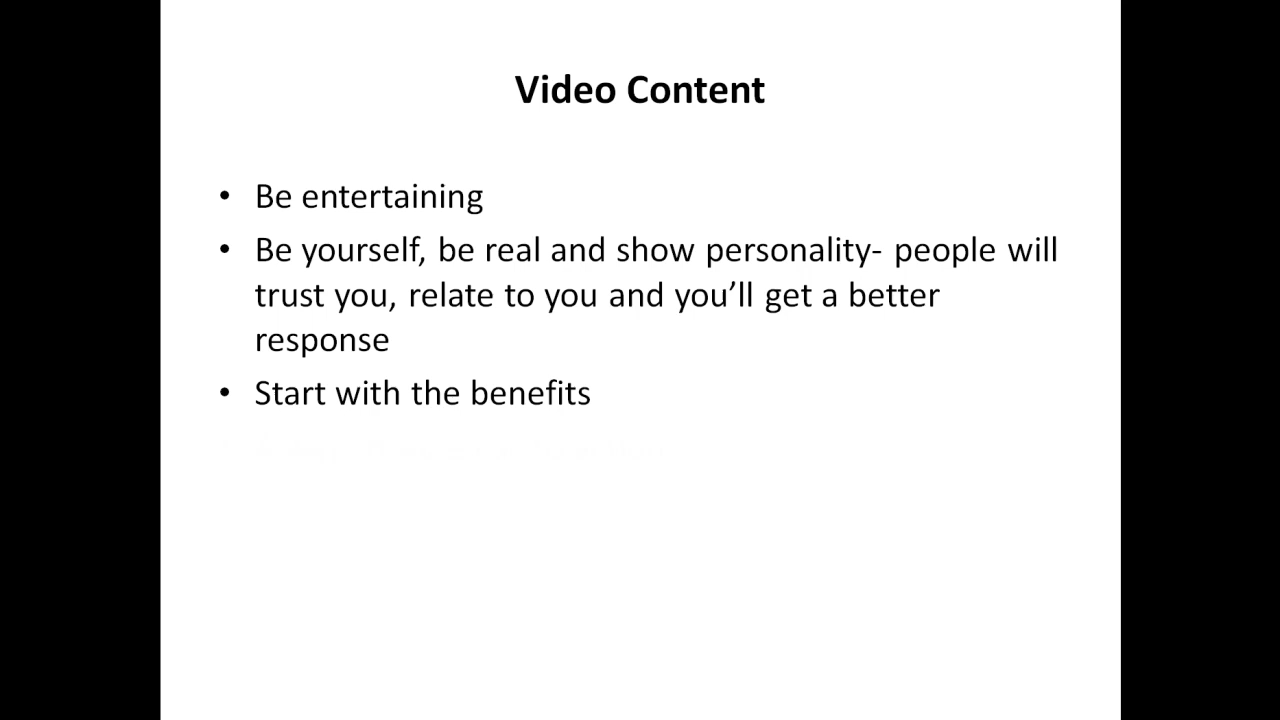 Video Content
• Be entertaining
• Be yourself, be real and show personality- people will
trust you, relate to you and you’ll get a better
response
• Start with the benefits